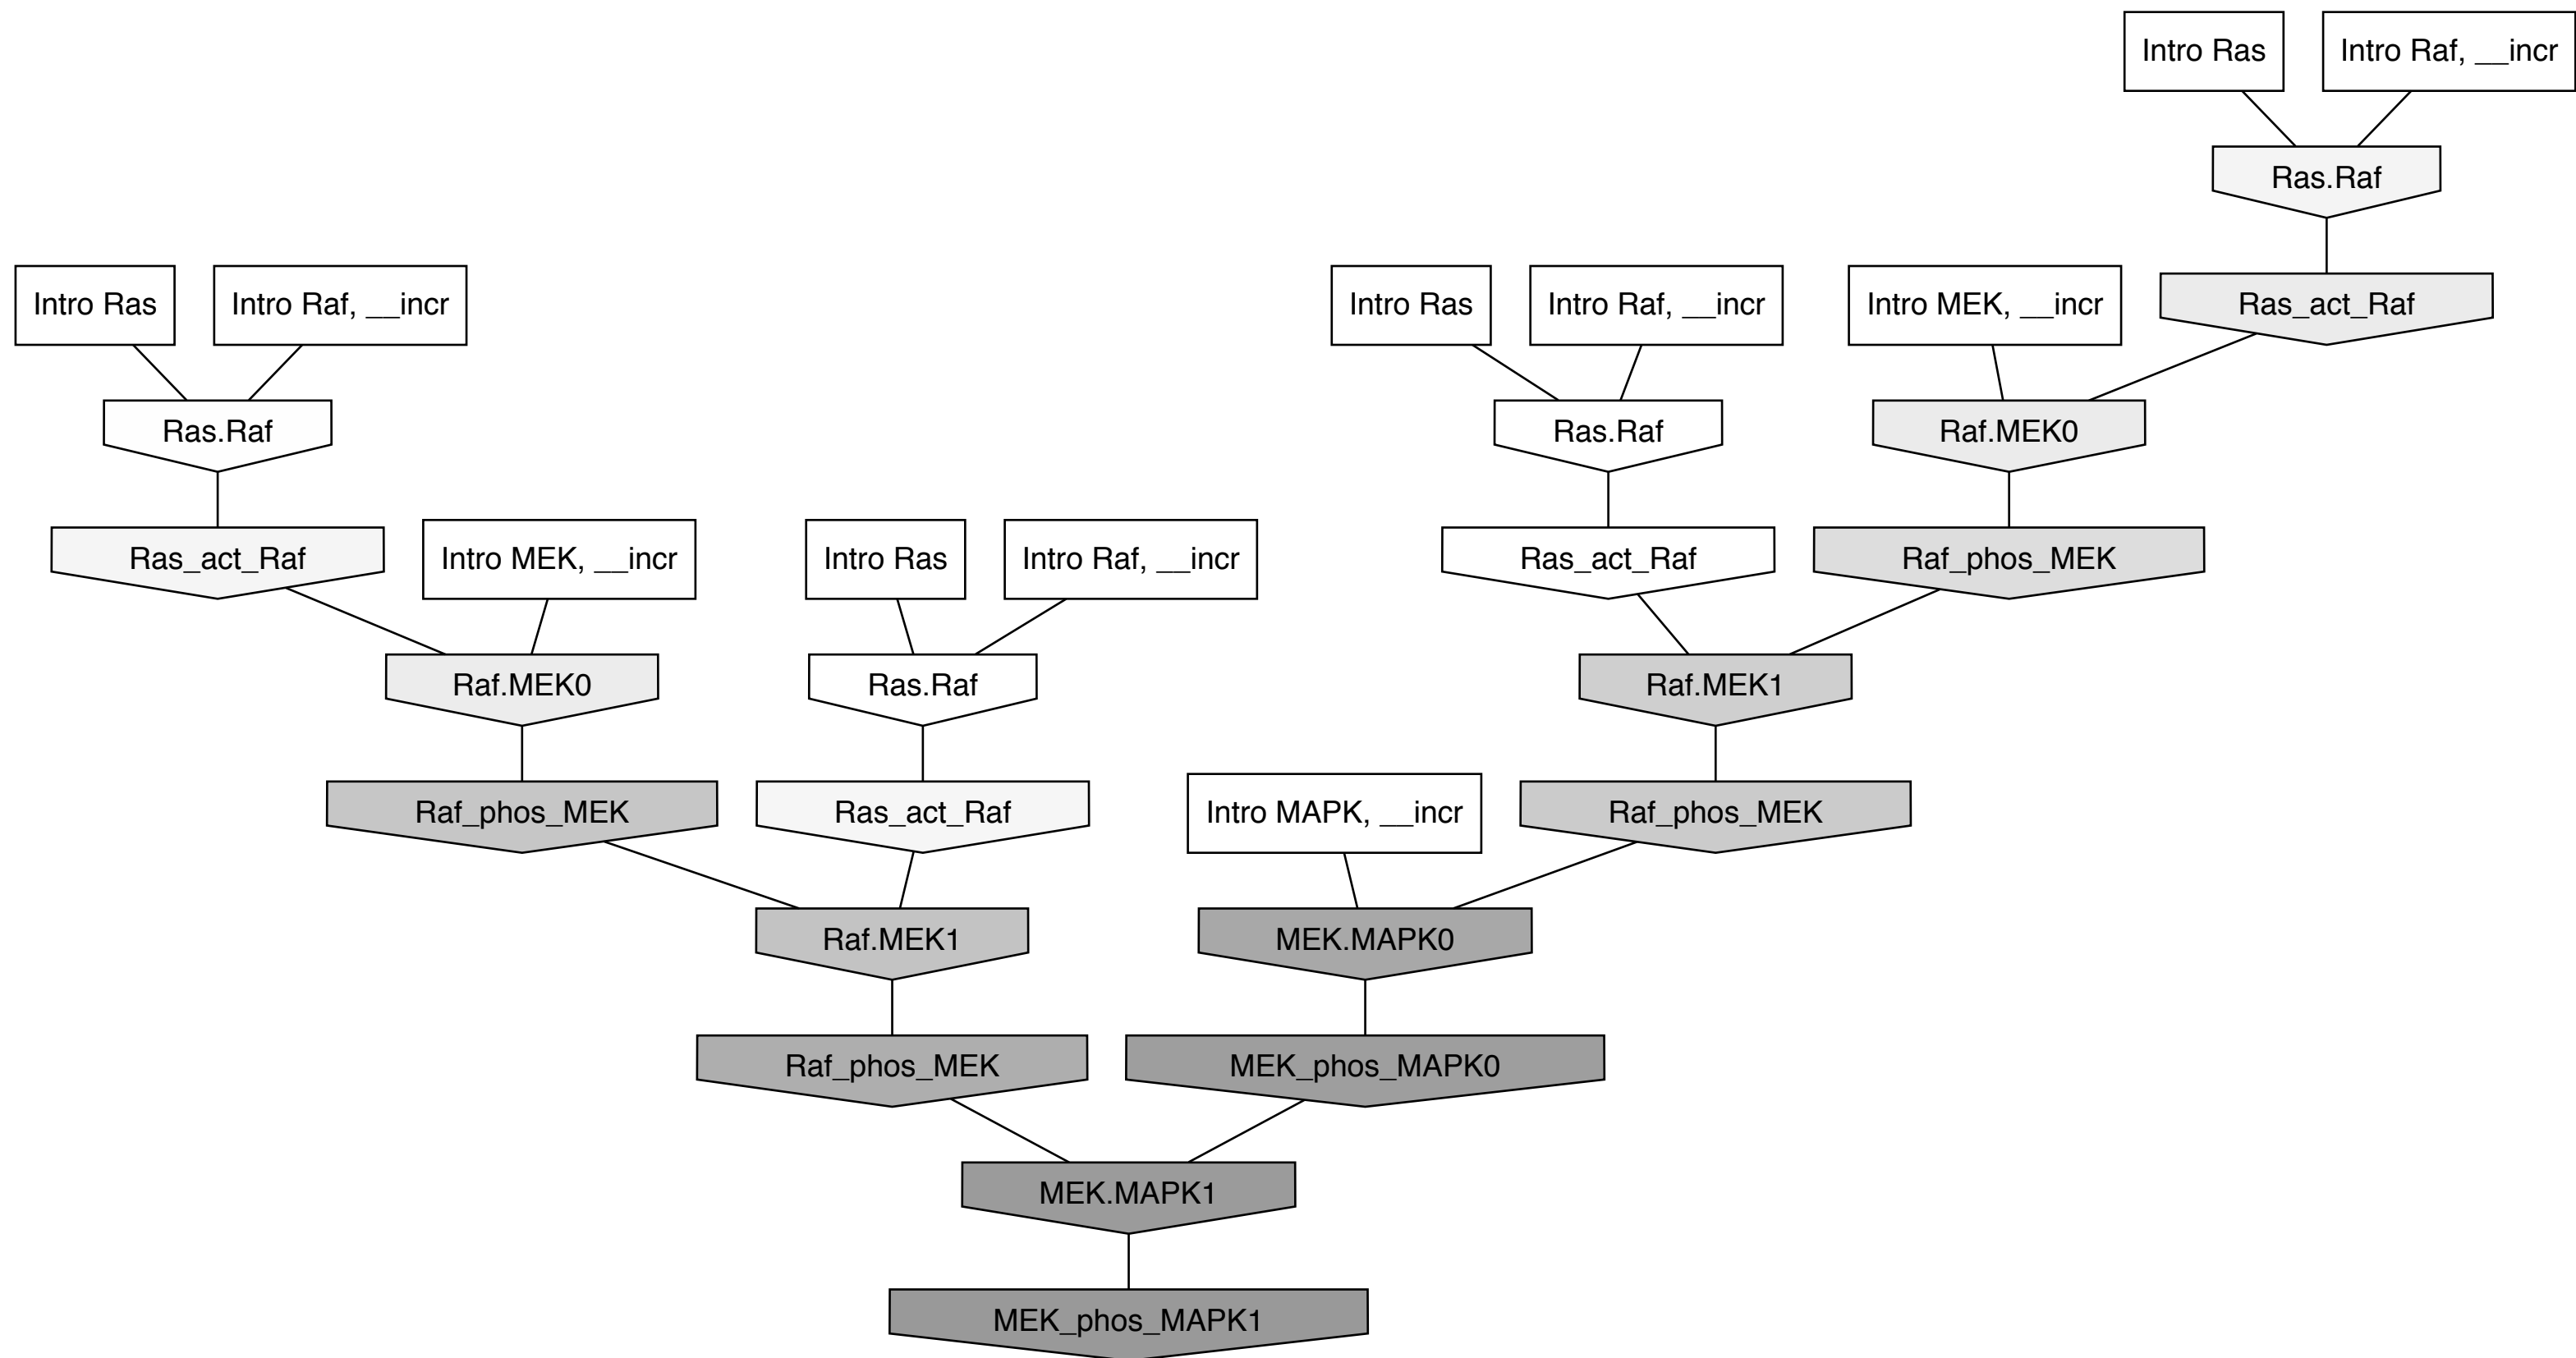 Intro Ras
Intro Raf, __incr
Ras.Raf
Intro Ras
Intro Raf, __incr
Intro Ras
Intro Raf, __incr
Intro MEK, __incr
Ras_act_Raf
Ras.Raf
Ras.Raf
Raf.MEK0
Ras_act_Raf
Intro MEK, __incr
Intro Ras
Intro Raf, __incr
Ras_act_Raf
Raf_phos_MEK
Raf.MEK0
Ras.Raf
Raf.MEK1
Raf_phos_MEK
Ras_act_Raf
Intro MAPK, __incr
Raf_phos_MEK
Raf.MEK1
MEK.MAPK0
Raf_phos_MEK
MEK_phos_MAPK0
MEK.MAPK1
MEK_phos_MAPK1